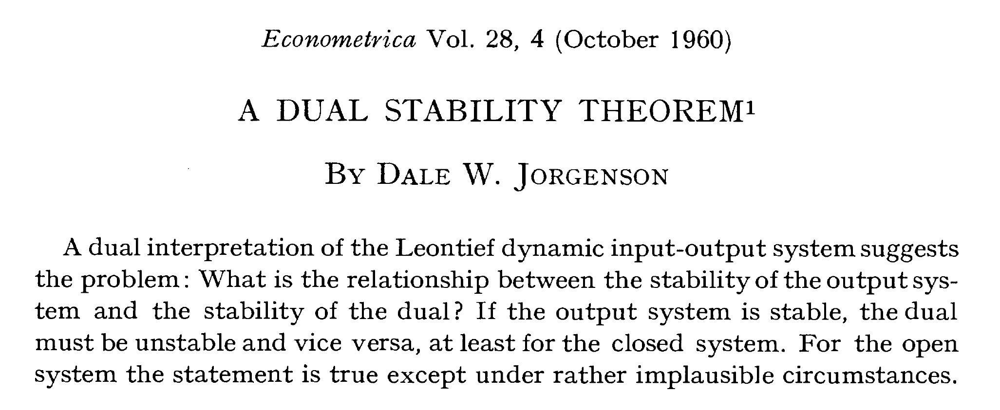 Econometrica Vol. 28, 4 (October 1960)
A DUAL STABILITY THEOREM¹
By Dale W. Jorgenson
A dual interpretation of the Leontief dynamic input-output system suggests
the problem: What is the relationship between the stability of the output sys-
tem and the stability of the dual? If the output system is stable, the dual
must be unstable and vice versa, at least for the closed system. For the open
system the statement is true except under rather implausible circumstances.